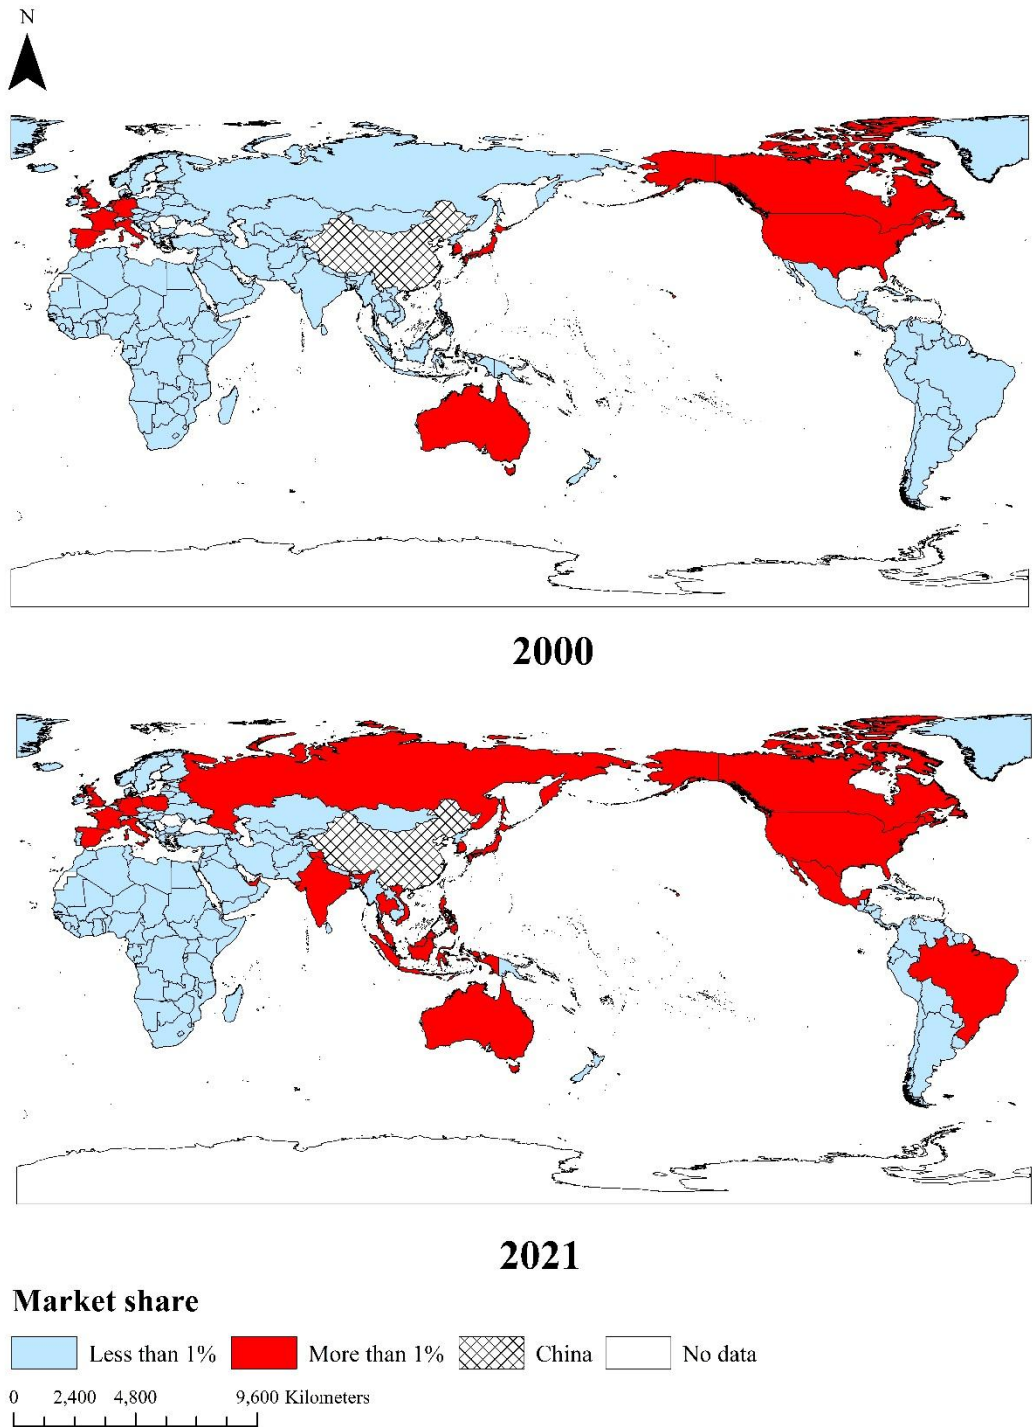 N
2000
2021
Market share
Less than 1% More than 1% China No data
0 2,400 4,800 9,600 Kilometers